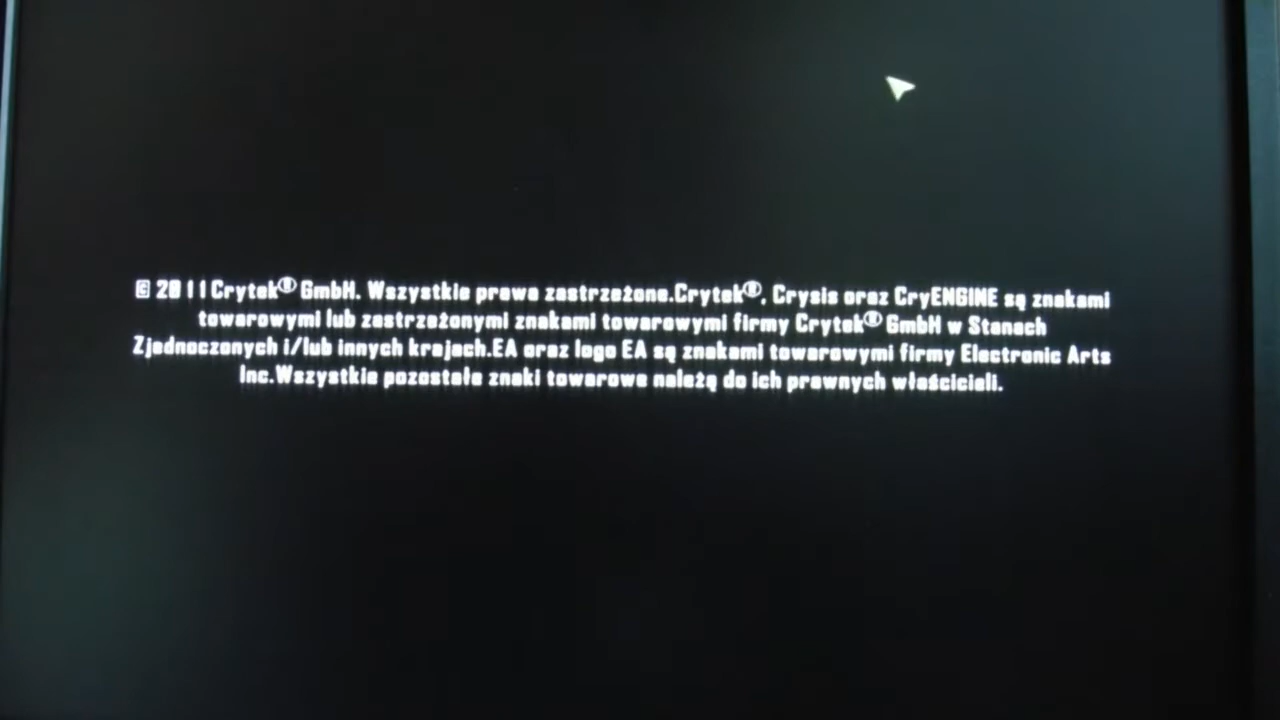 © 2011 Crytek® GmbH. Wszystkie prawa zastrzeżone.Crytek®, Crysis oraz CryENGINE są znakami
towarowymi lub zastrzeżonymi znakami towarowymi firmy Crytek® GmbH w Stanach
Zjednoczonych i/lub innych krajach.EA oraz logo EA są znakami towarowymi firmy Electronic Arts
Inc.Wszystkie pozostałe znaki towarowe należą do ich prawnych właścicieli.